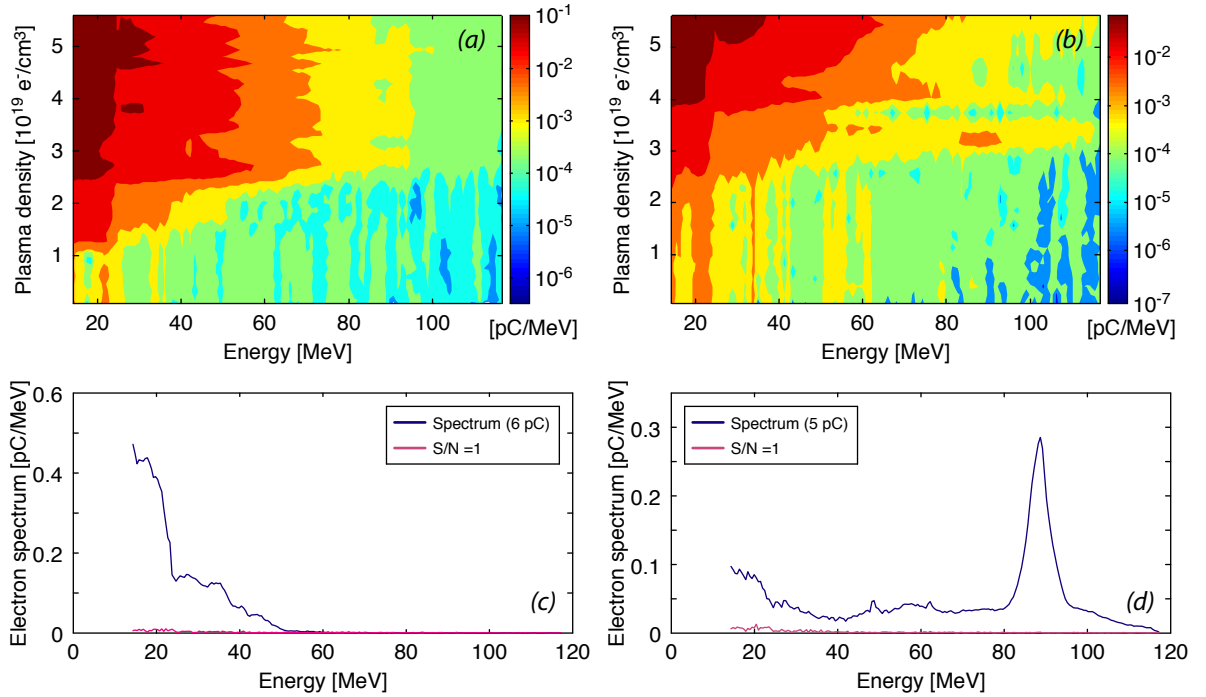 (a)
Plasma density [10^19 e^-/cm^3]
5
4
3
2
1
20 40 60 80 100
Energy [MeV]
10^-1
10^-2
10^-3
10^-4
10^-5
10^-6
[pC/MeV]
(b)
Plasma density [10^19 e^-/cm^3]
5
4
3
2
1
20 40 60 80 100
Energy [MeV]
10^-2
10^-3
10^-4
10^-5
10^-6
10^-7
[pC/MeV]
Electron spectrum [pC/MeV]
0.6
0.4
0.2
0
Spectrum (6 pC)
S/N =1
(c)
0 20 40 60 80 100 120
Energy [MeV]
Electron spectrum [pC/MeV]
0.3
0.2
0.1
0
Spectrum (5 pC)
S/N =1
(d)
0 20 40 60 80 100 120
Energy [MeV]